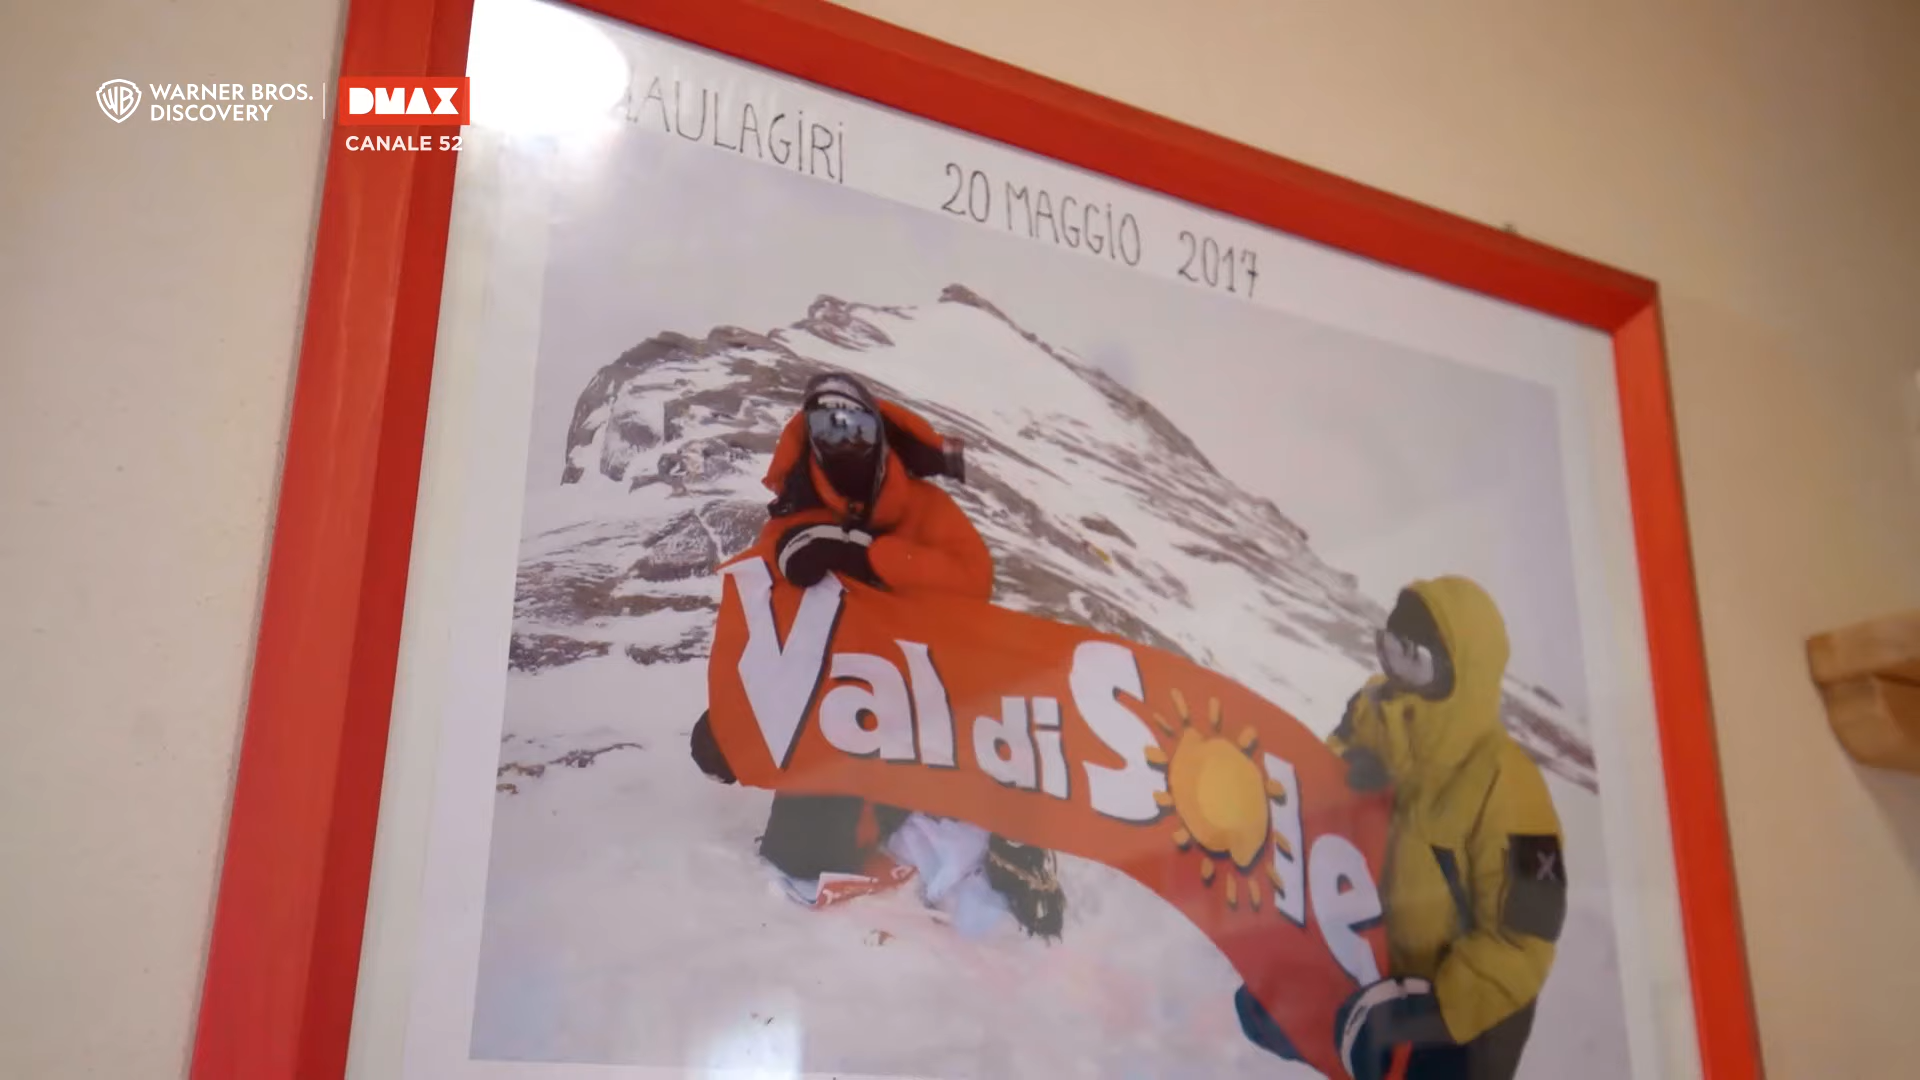 WARNER BROS.
DISCOVERY
DMAX
CANALE 52
AULAGIRI 20 MAGGIO 2017
Val di Sole
X